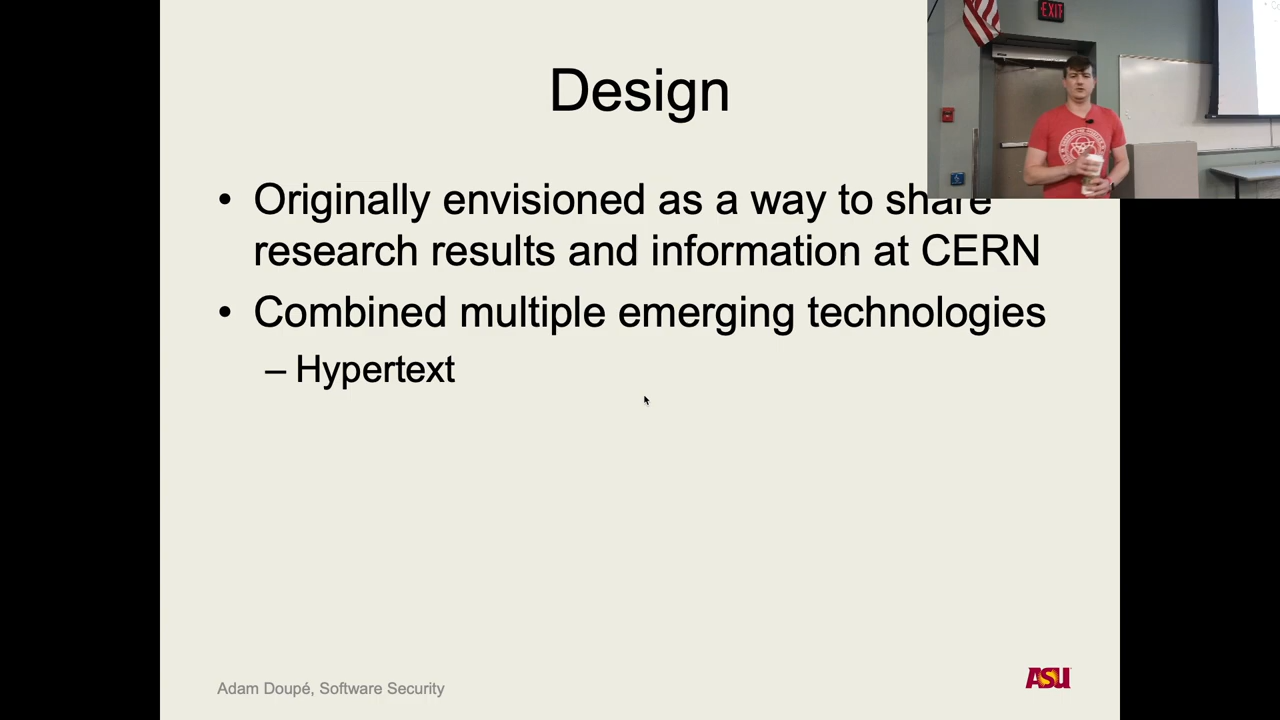 Design
EXIT
• Originally envisioned as a way to share
research results and information at CERN
• Combined multiple emerging technologies
– Hypertext
Adam Doupé, Software Security
ASU